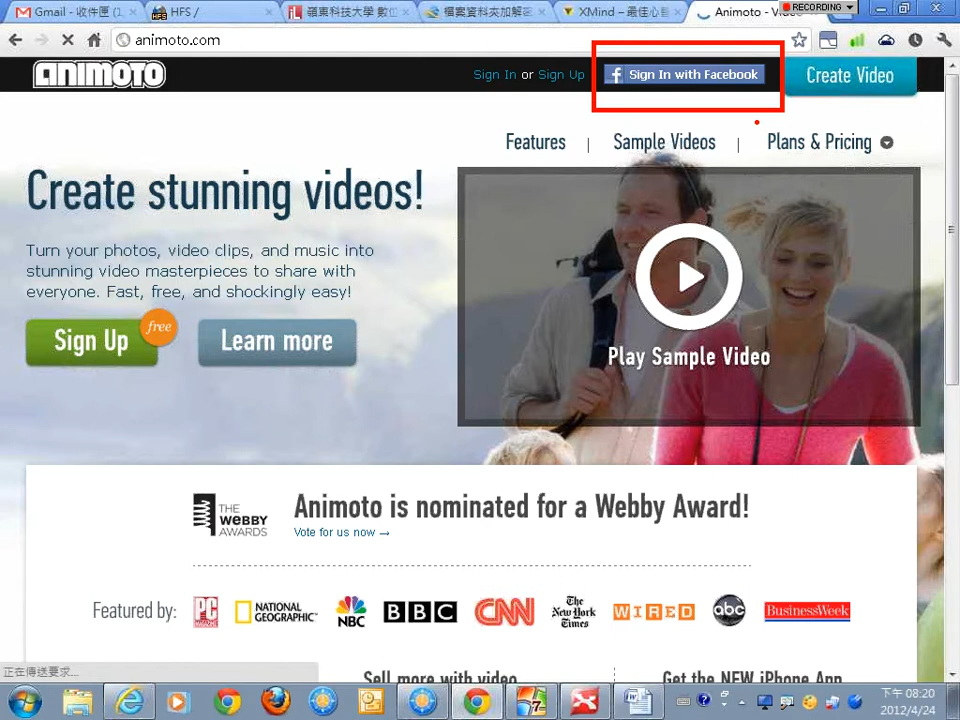 Gmail - 收件匣 (1
HFS /
嶺東科技大學 數位
檔案資料夾加解密
XMind – 最佳心
Animoto - Vide
RECORDING
animoto.com
ANIMOTO
Sign In or Sign Up
f Sign In with Facebook
Create Video
Features | Sample Videos | Plans & Pricing
Create stunning videos!
Turn your photos, video clips, and music into
stunning video masterpieces to share with
everyone. Fast, free, and shockingly easy!
Sign Up
free
Learn more
Play Sample Video
THE
WEBBY
AWARDS
Animoto is nominated for a Webby Award!
Vote for us now →
Featured by:
PC
MAGAZINE
NATIONAL
GEOGRAPHIC
NBC
BBC
CNN
The
New York
Times
WIRED
abc
BusinessWeek
正在傳送要求...
Sell more with video
Get the NEW iPhone App
下午 08:20
2012/4/24